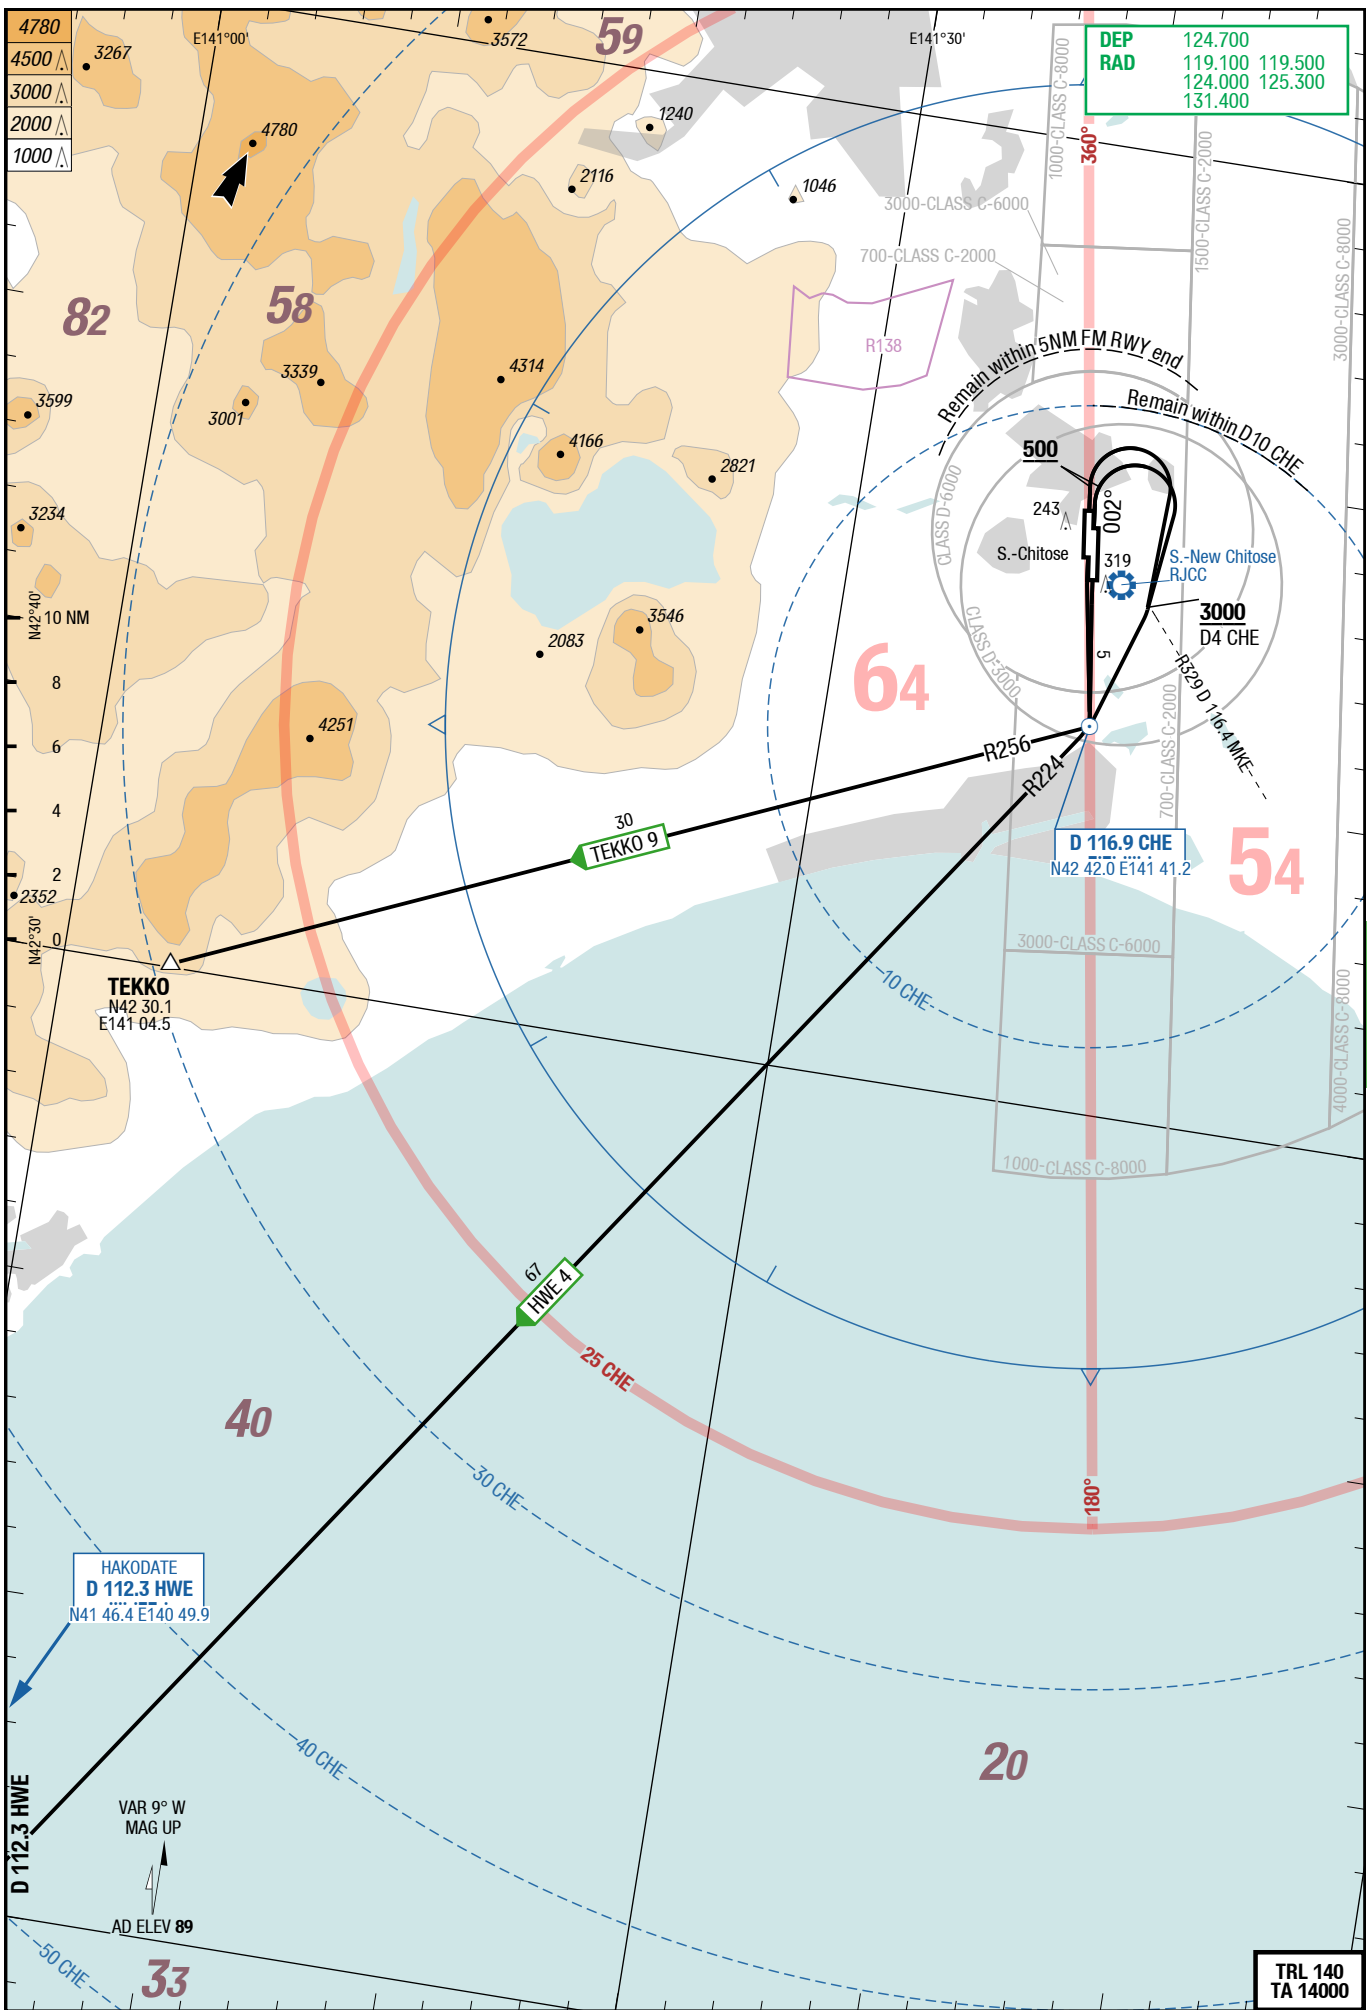 4780
4500
3000
2000
1000
3267
E141°00'
3572
59
E141°30'
DEP 124.700
RAD 119.100 119.500
124.000 125.300
131.400
4780
1240
2116
1046
360°
1000-CLASS C-8000
1500-CLASS C-2000
3000-CLASS C-8000
3000-CLASS C-6000
700-CLASS C-2000
82
58
R138
3339
4314
3001
3599
4166
2821
3234
Remain within 5NM FM RWY end
Remain within D10 CHE
500
002°
243
S.-Chitose
319
S.-New Chitose
RJCC
CLASS D-6000
CLASS D-3000
3000
D4 CHE
5
R329 D 116.4 MKE
N42°40'
10 NM
8
6
4
2
0
N42°30'
3546
2083
4251
64
R256
R224
700-CLASS C-2000
30
TEKKO 9
D 116.9 CHE
N42 42.0 E141 41.2
54
2352
TEKKO
N42 30.1
E141 04.5
3000-CLASS C-6000
10 CHE
4000-CLASS C-8000
1000-CLASS C-8000
67
HWE 4
25 CHE
40
30 CHE
180°
HAKODATE
D 112.3 HWE
N41 46.4 E140 49.9
40 CHE
20
D 112.3 HWE
VAR 9° W
MAG UP
AD ELEV 89
50 CHE
33
TRL 140
TA 14000